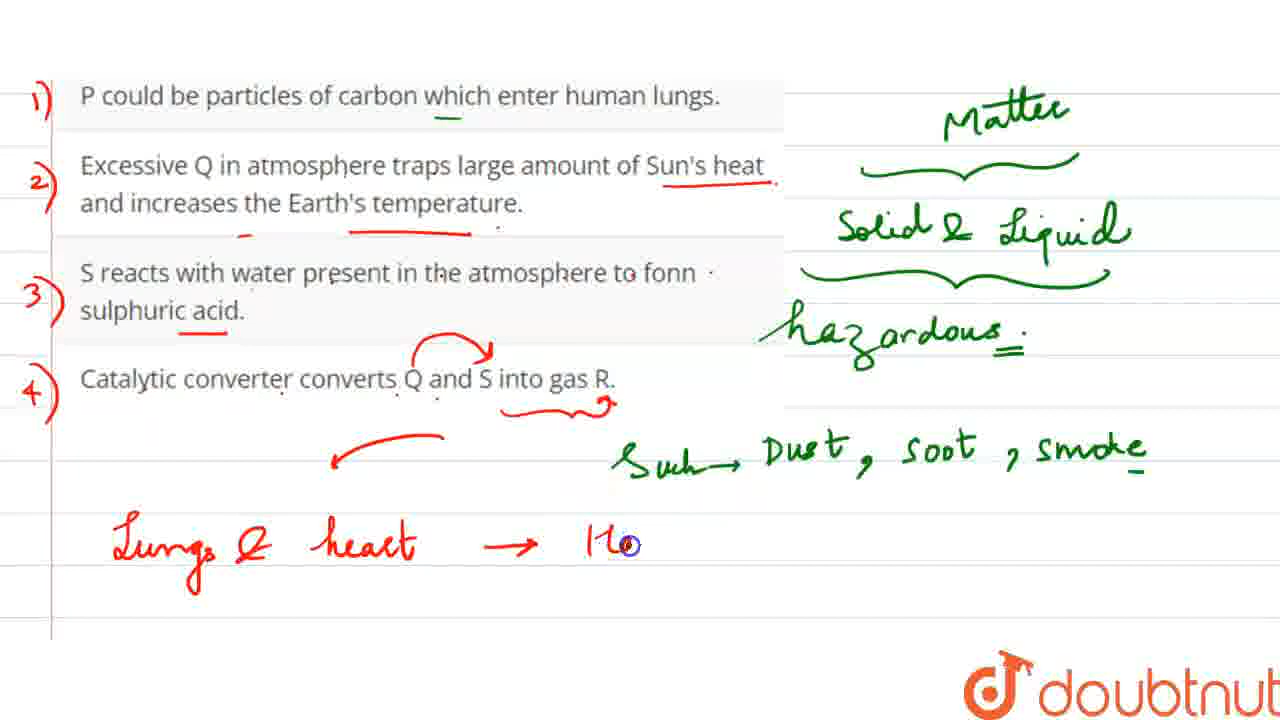 1) P could be particles of carbon which enter human lungs.
2) Excessive Q in atmosphere traps large amount of Sun's heat
and increases the Earth's temperature.
3) S reacts with water present in the atmosphere to fonn
sulphuric acid.
4) Catalytic converter converts Q and S into gas R.
Matter
Solid & Liquid
hazardous.
Such → Dust, soot, smoke
Lungs & heart →
doubtnut